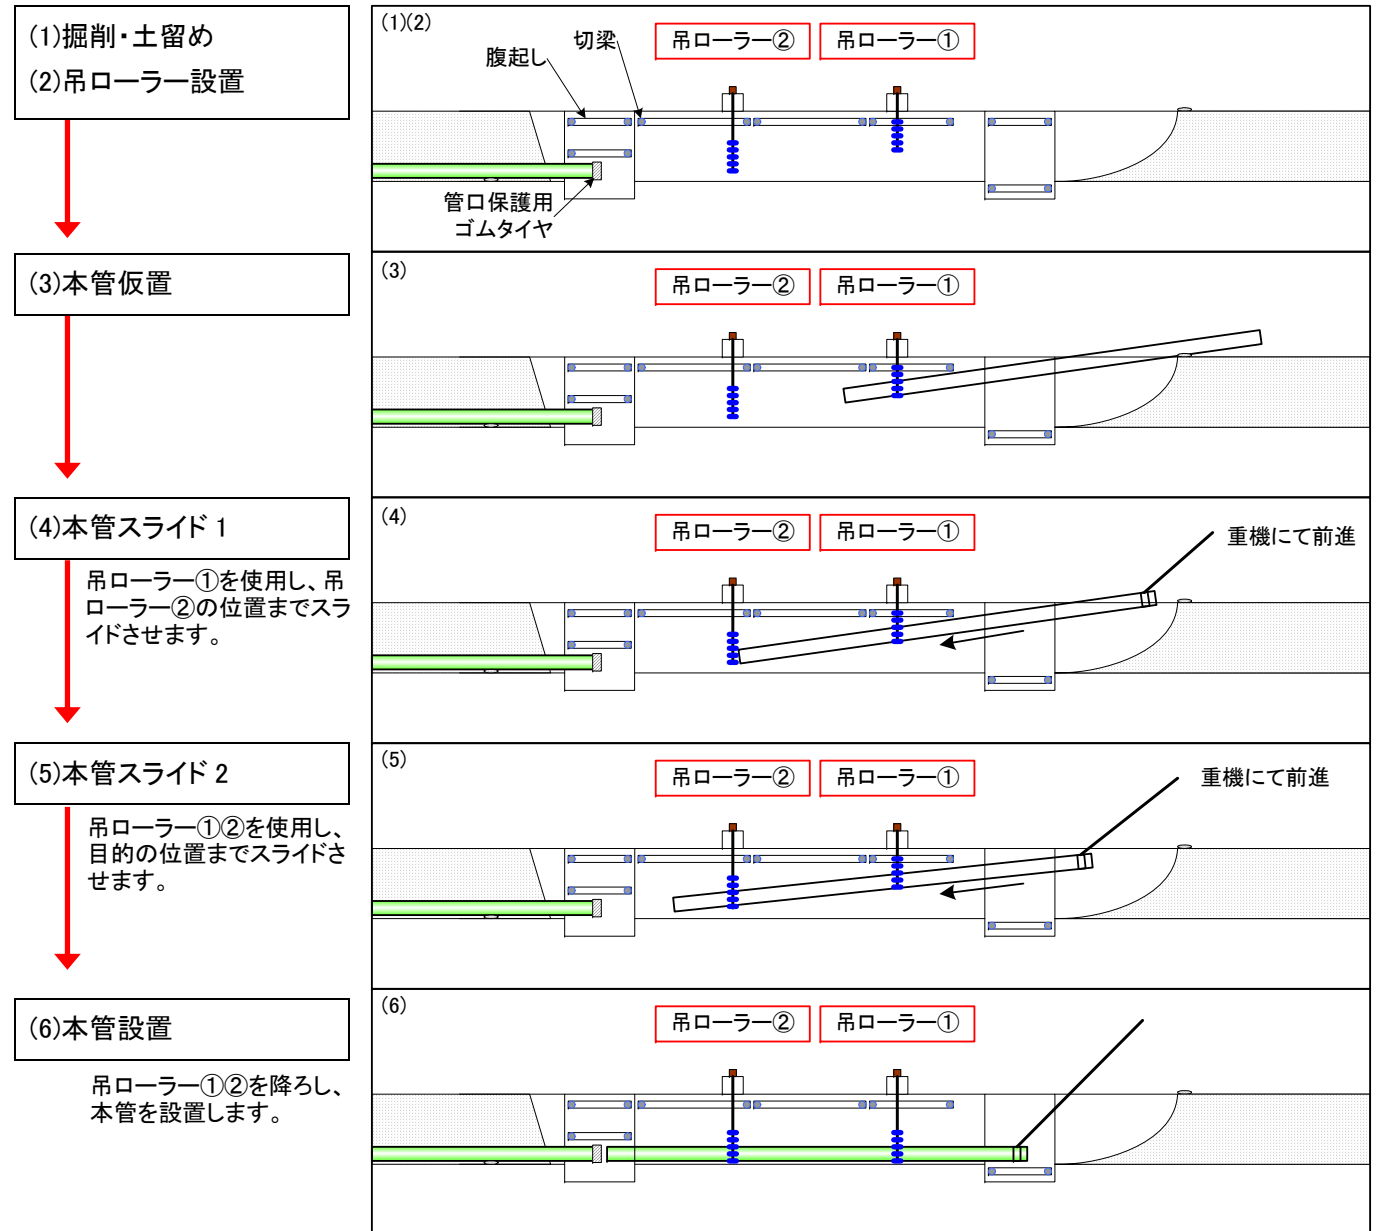 (1)掘削・土留め
(2)吊ローラー設置
(3)本管仮置
(4)本管スライド 1
吊ローラー①を使用し、吊
ローラー②の位置までスラ
イドさせます。
(5)本管スライド 2
吊ローラー①②を使用し、
目的の位置までスライドさ
せます。
(6)本管設置
吊ローラー①②を降ろし、
本管を設置します。
(1)(2)
吊ローラー② 吊ローラー①
切梁
腹起し
管口保護用
ゴムタイヤ
(3)
吊ローラー② 吊ローラー①
(4)
吊ローラー② 吊ローラー①
重機にて前進
(5)
吊ローラー② 吊ローラー①
重機にて前進
(6)
吊ローラー② 吊ローラー①